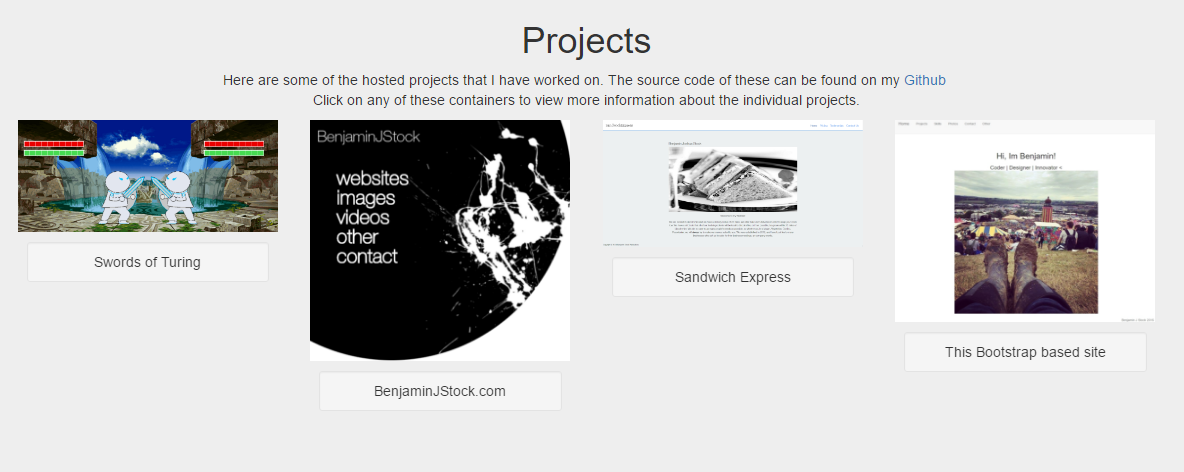 Projects
Here are some of the hosted projects that I have worked on. The source code of these can be found on my Github
Click on any of these containers to view more information about the individual projects.
Swords of Turing
BenjaminJStock
websites
images
videos
other
contact
BenjaminJStock.com
Sandwich Express
Hi, Im Benjamin!
Coder | Designer | Innovator
This Bootstrap based site